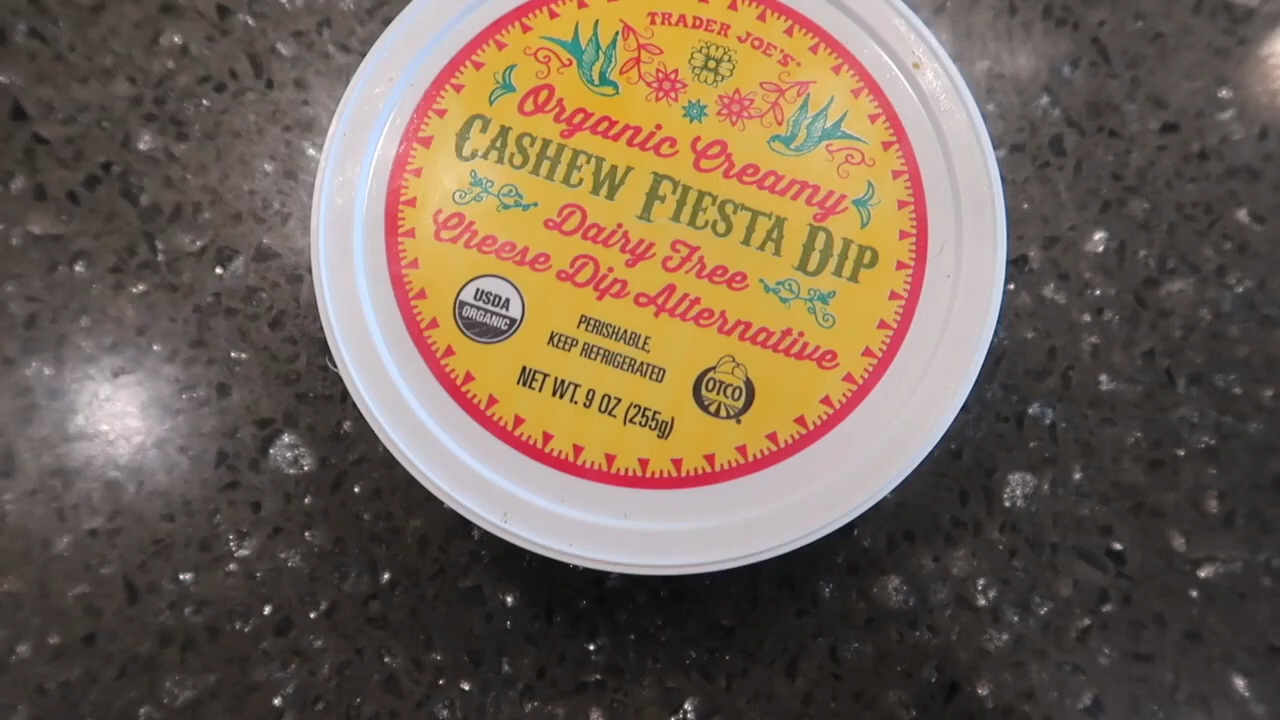 TRADER JOE'S
Organic Creamy
CASHEW FIESTA DIP
Dairy Free
Cheese Dip Alternative
USDA
ORGANIC
PERISHABLE,
KEEP REFRIGERATED
OTCO
NET WT. 9 OZ (255g)